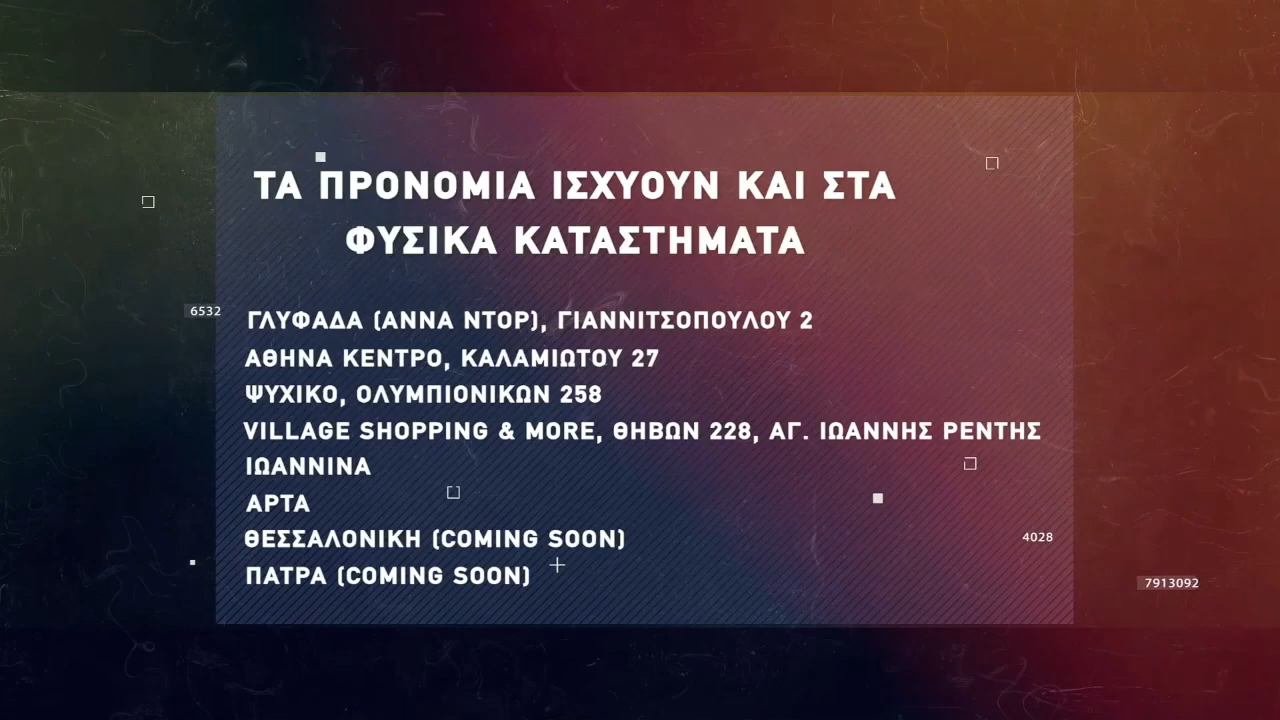 ΤΑ ΠΡΟΝΟΜΙΑ ΙΣΧΥΟΥΝ ΚΑΙ ΣΤΑ
ΦΥΣΙΚΑ ΚΑΤΑΣΤΗΜΑΤΑ
6532
ΓΛΥΦΑΔΑ (ΑΝΝΑ ΝΤΟΡ), ΓΙΑΝΝΙΤΣΟΠΟΥΛΟΥ 2
ΑΘΗΝΑ ΚΕΝΤΡΟ, ΚΑΛΑΜΙΩΤΟΥ 27
ΨΥΧΙΚΟ, ΟΛΥΜΠΙΟΝΙΚΩΝ 258
VILLAGE SHOPPING & MORE, ΘΗΒΩΝ 228, ΑΓ. ΙΩΑΝΝΗΣ ΡΕΝΤΗΣ
ΙΩΑΝΝΙΝΑ
ΑΡΤΑ
ΘΕΣΣΑΛΟΝΙΚΗ (COMING SOON)
4028
ΠΑΤΡΑ (COMING SOON)
7913092